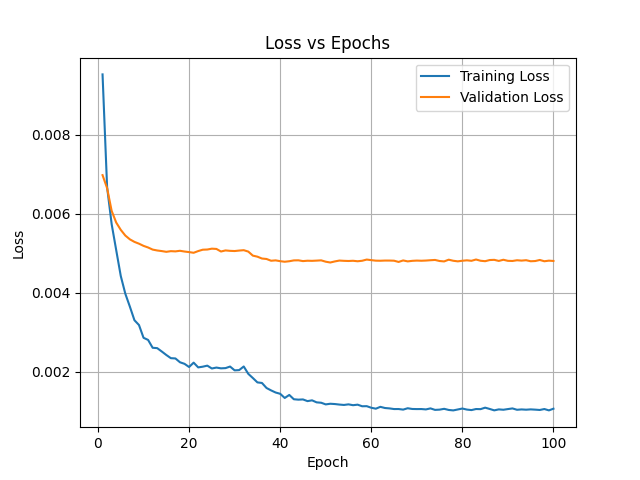 Loss vs Epochs
Training Loss
Validation Loss
0.008
0.006
0.004
0.002
Loss
0 20 40 60 80 100
Epoch